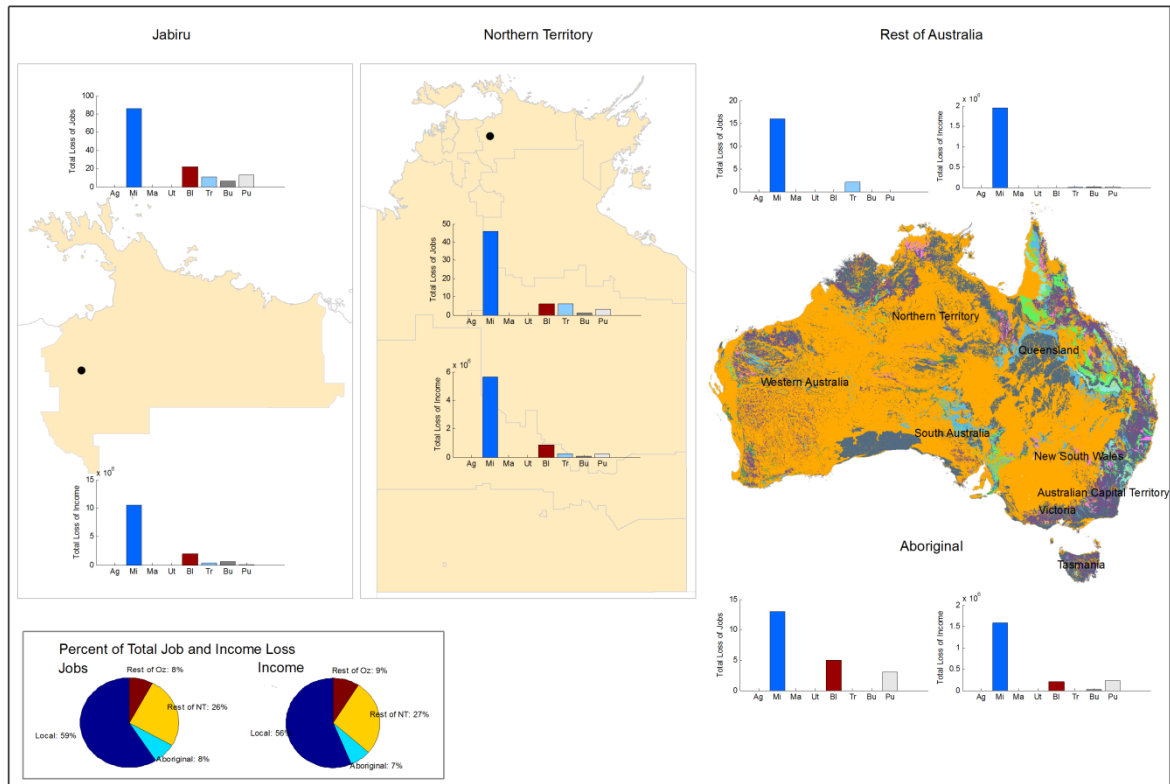 Jabiru
Northern Territory
Rest of Australia
Total Loss of Jobs
100
80
60
40
20
0
Ag Mi Ma Ut Bl Tr Bu Pu
x 10^6
Total Loss of Income
15
10
5
0
Ag Mi Ma Ut Bl Tr Bu Pu
Total Loss of Jobs
50
40
30
20
10
0
Ag Mi Ma Ut Bl Tr Bu Pu
x 10^6
Total Loss of Income
6
4
2
0
Ag Mi Ma Ut Bl Tr Bu Pu
Total Loss of Jobs
20
15
10
5
0
Ag Mi Ma Ut Bl Tr Bu Pu
x 10^6
Total Loss of Income
2
1.5
1
0.5
0
Ag Mi Ma Ut Bl Tr Bu Pu
Northern Territory
Queensland
Western Australia
South Australia
New South Wales
Australian Capital Territory
Victoria
Tasmania
Aboriginal
Total Loss of Jobs
15
10
5
0
Ag Mi Ma Ut Bl Tr Bu Pu
x 10^6
Total Loss of Income
2
1.5
1
0.5
0
Ag Mi Ma Ut Bl Tr Bu Pu
Percent of Total Job and Income Loss
Jobs
Rest of Oz: 8%
Rest of NT: 26%
Local: 59%
Aboriginal: 8%
Income
Rest of Oz: 9%
Rest of NT: 27%
Local: 56%
Aboriginal: 7%